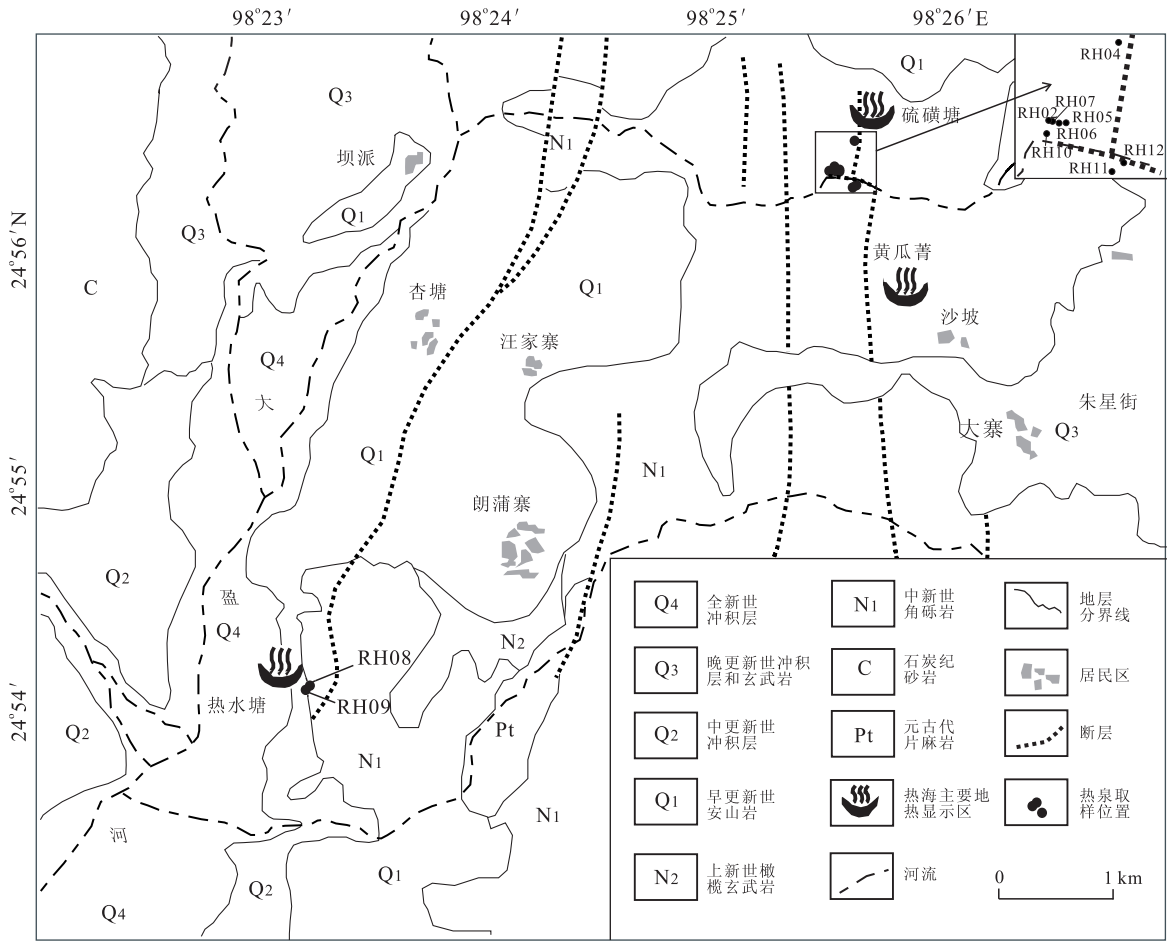 98°23′
98°24′
98°25′
98°26′E
24°56′N
24°55′
24°54′
Q1
RH04
RH07
RH02
RH05
RH06
RH10
RH12
RH11
硫磺塘
Q3
坝派
N1
Q1
Q3
C
黄瓜菁
杏塘
Q1
沙坡
汪家寨
Q4
大
朱星街
大寨
Q3
Q1
N1
朗蒲寨
Q2
盈
Q4
N2
RH08
热水塘
RH09
Q2
Pt
N1
N1
河
Q2
Q1
Q4
Q4
全新世
冲积层
Q3
晚更新世冲积
层和玄武岩
Q2
中更新世
冲积层
Q1
早更新世
安山岩
N2
上新世橄
榄玄武岩
N1
中新世
角砾岩
C
石炭纪
砂岩
Pt
元古代
片麻岩
热海主要地
热显示区
河流
地层
分界线
居民区
断层
热泉取
样位置
0
1 km